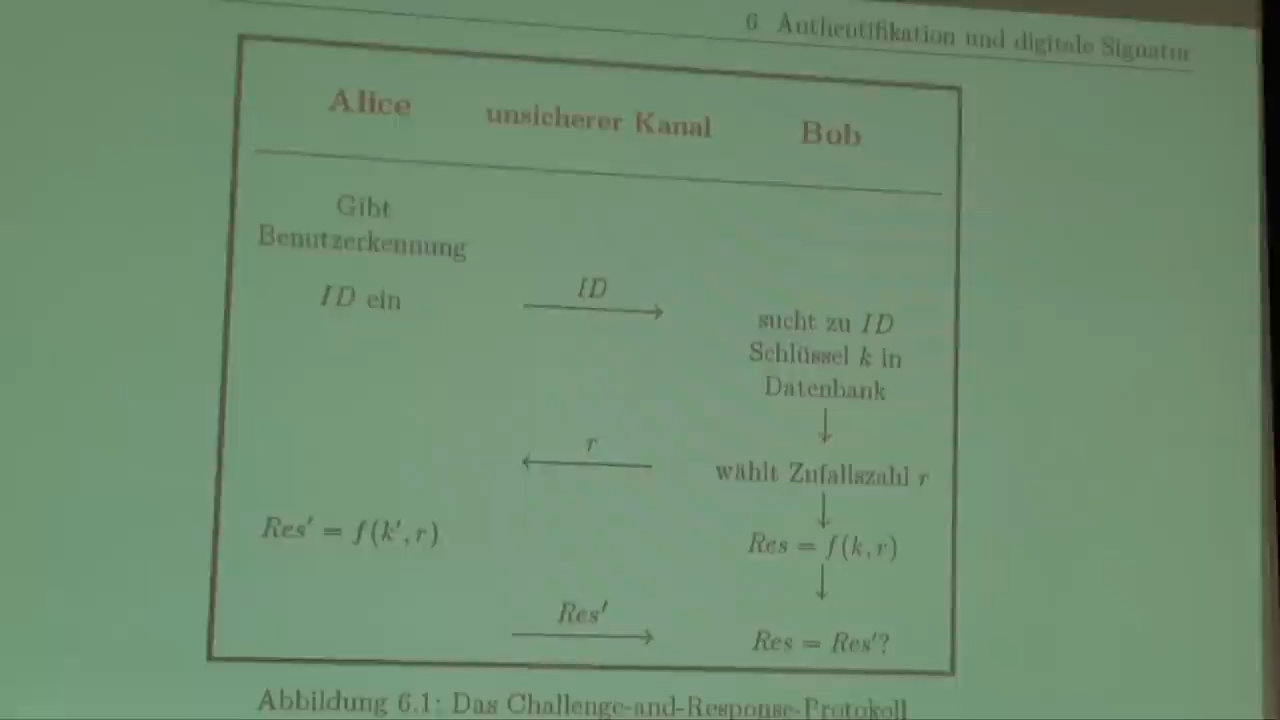 6 Authentifikation und digitale Signatur
Alice unsicherer Kanal Bob
Gibt
Benutzerkennung
ID ein
ID
sucht zu ID
Schlüssel k in
Datenbank
r
wählt Zufallszahl r
Res' = f(k', r)
Res = f(k, r)
Res'
Res = Res'?
Abbildung 6.1: Das Challenge-and-Response-Protokoll